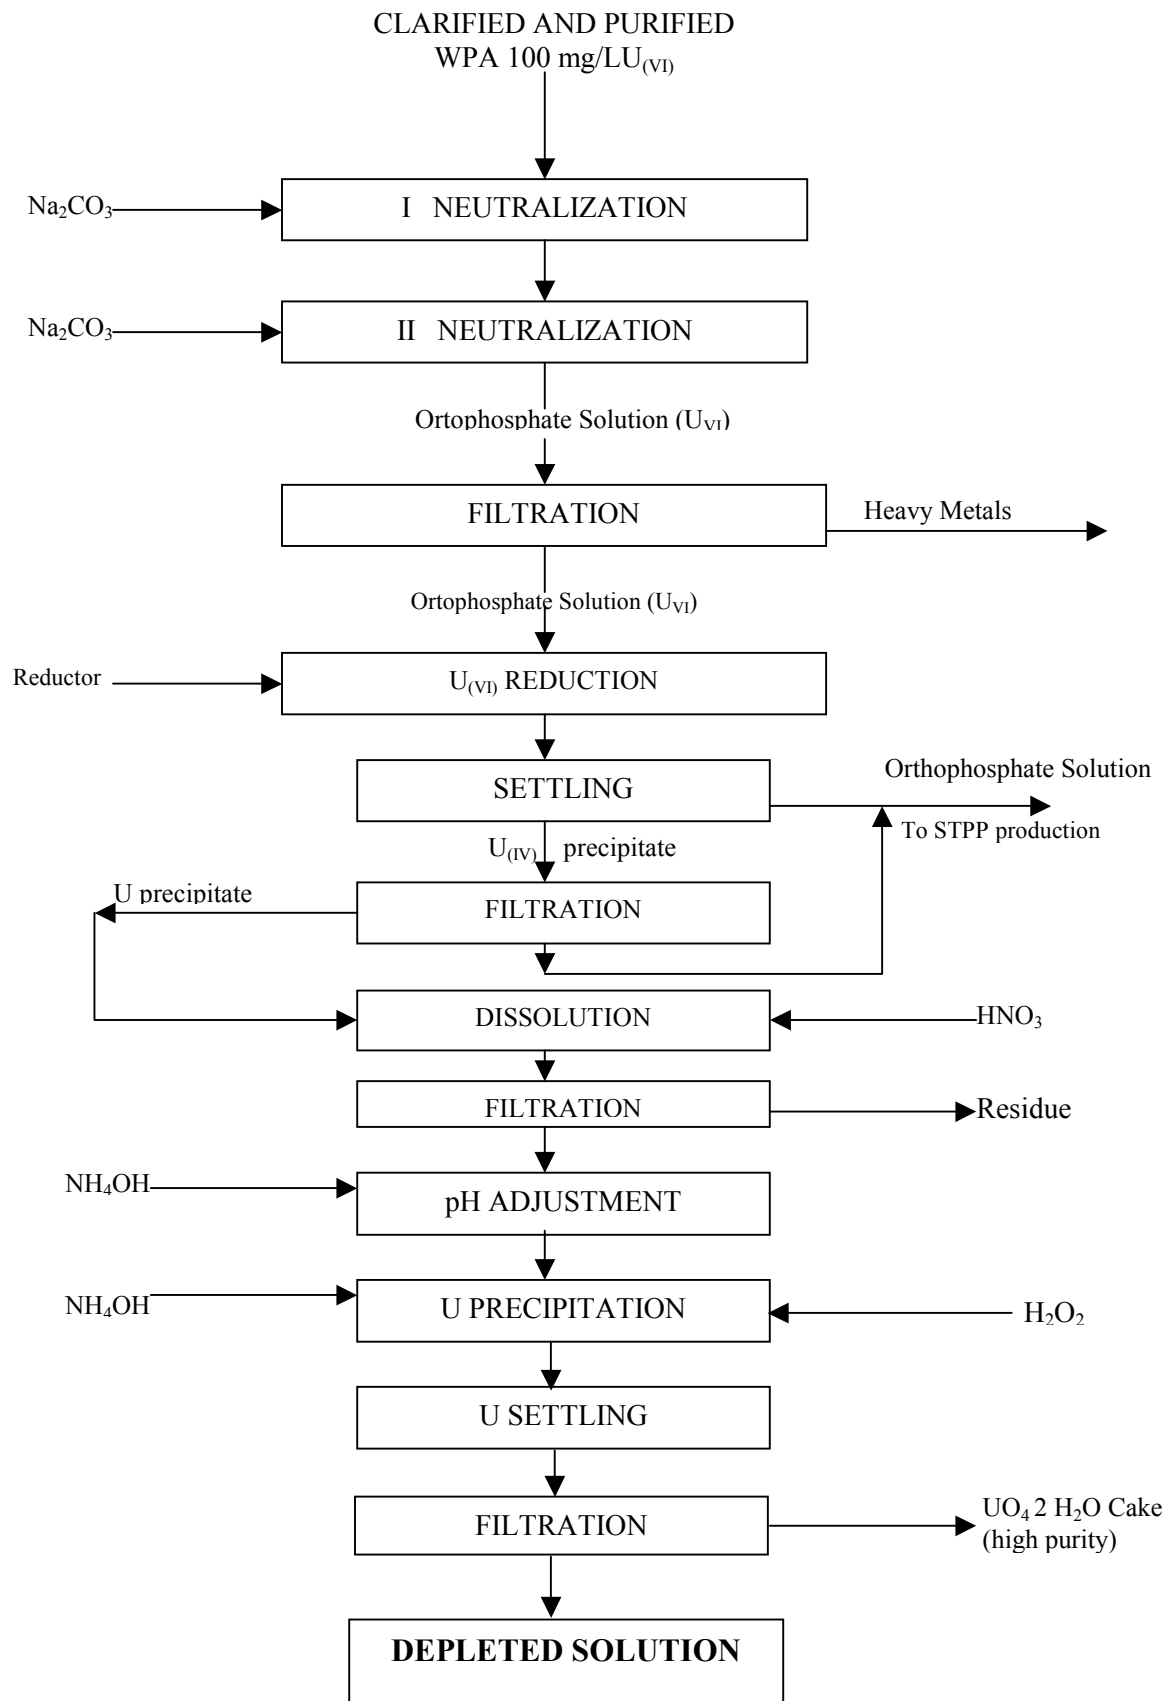 CLARIFIED AND PURIFIED
WPA 100 mg/LU(VI)
Na2CO3
I NEUTRALIZATION
Na2CO3
II NEUTRALIZATION
Ortophosphate Solution (UVI)
FILTRATION
Heavy Metals
Ortophosphate Solution (UVI)
Reductor
U(VI) REDUCTION
SETTLING
Orthophosphate Solution
To STPP production
U(IV) precipitate
U precipitate
FILTRATION
DISSOLUTION
HNO3
FILTRATION
Residue
NH4OH
pH ADJUSTMENT
NH4OH
U PRECIPITATION
H2O2
U SETTLING
FILTRATION
UO4 2 H2O Cake
(high purity)
DEPLETED SOLUTION